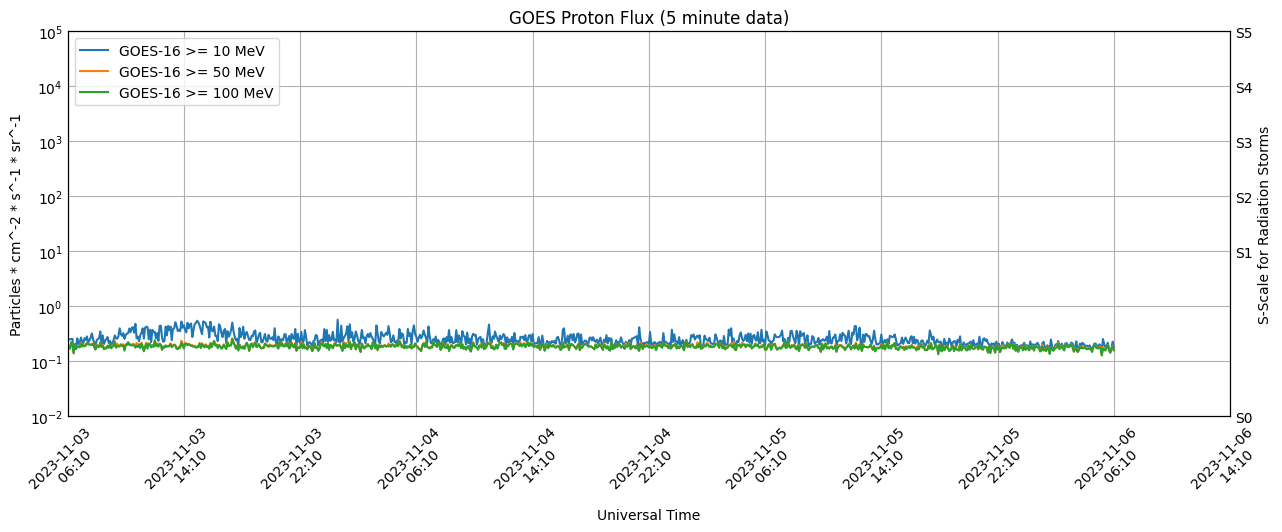 GOES Proton Flux (5 minute data)
GOES-16 >= 10 MeV
GOES-16 >= 50 MeV
GOES-16 >= 100 MeV
Particles * cm^-2 * s^-1 * sr^-1
10^5
10^4
10^3
10^2
10^1
10^0
10^-1
10^-2
S5
S4
S3
S2
S1
S0
S-Scale for Radiation Storms
2023-11-03
06:10
2023-11-03
14:10
2023-11-03
22:10
2023-11-04
06:10
2023-11-04
14:10
2023-11-04
22:10
2023-11-05
06:10
2023-11-05
14:10
2023-11-05
22:10
2023-11-06
06:10
2023-11-06
14:10
Universal Time